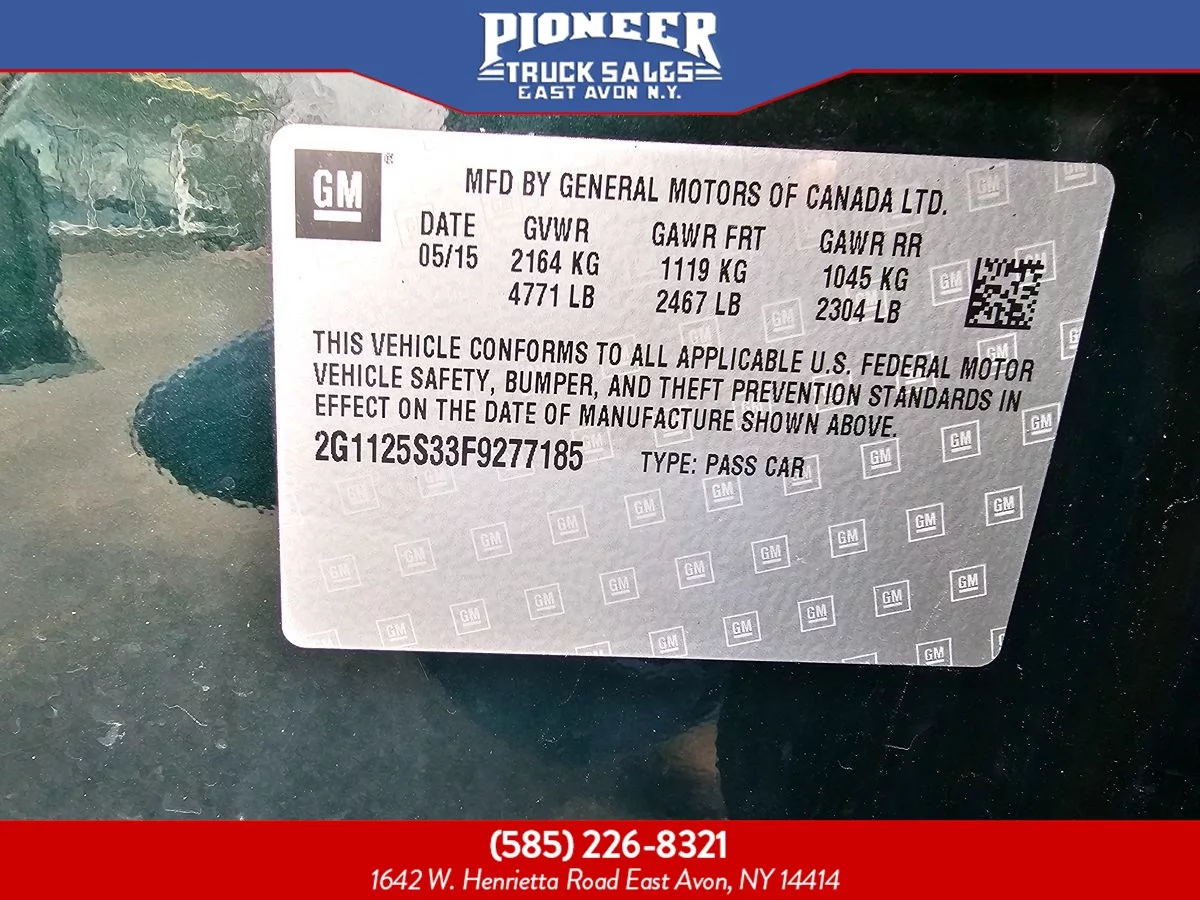 PIONEER
TRUCK SALES
EAST AVON N.Y.
GM
MFD BY GENERAL MOTORS OF CANADA LTD.
DATE GVWR GAWR FRT GAWR RR
05/15 2164 KG 1119 KG 1045 KG
4771 LB 2467 LB 2304 LB
THIS VEHICLE CONFORMS TO ALL APPLICABLE U.S. FEDERAL MOTOR
VEHICLE SAFETY, BUMPER, AND THEFT PREVENTION STANDARDS IN
EFFECT ON THE DATE OF MANUFACTURE SHOWN ABOVE.
2G1125S33F9277185 TYPE: PASS CAR
(585) 226-8321
1642 W. Henrietta Road East Avon, NY 14414